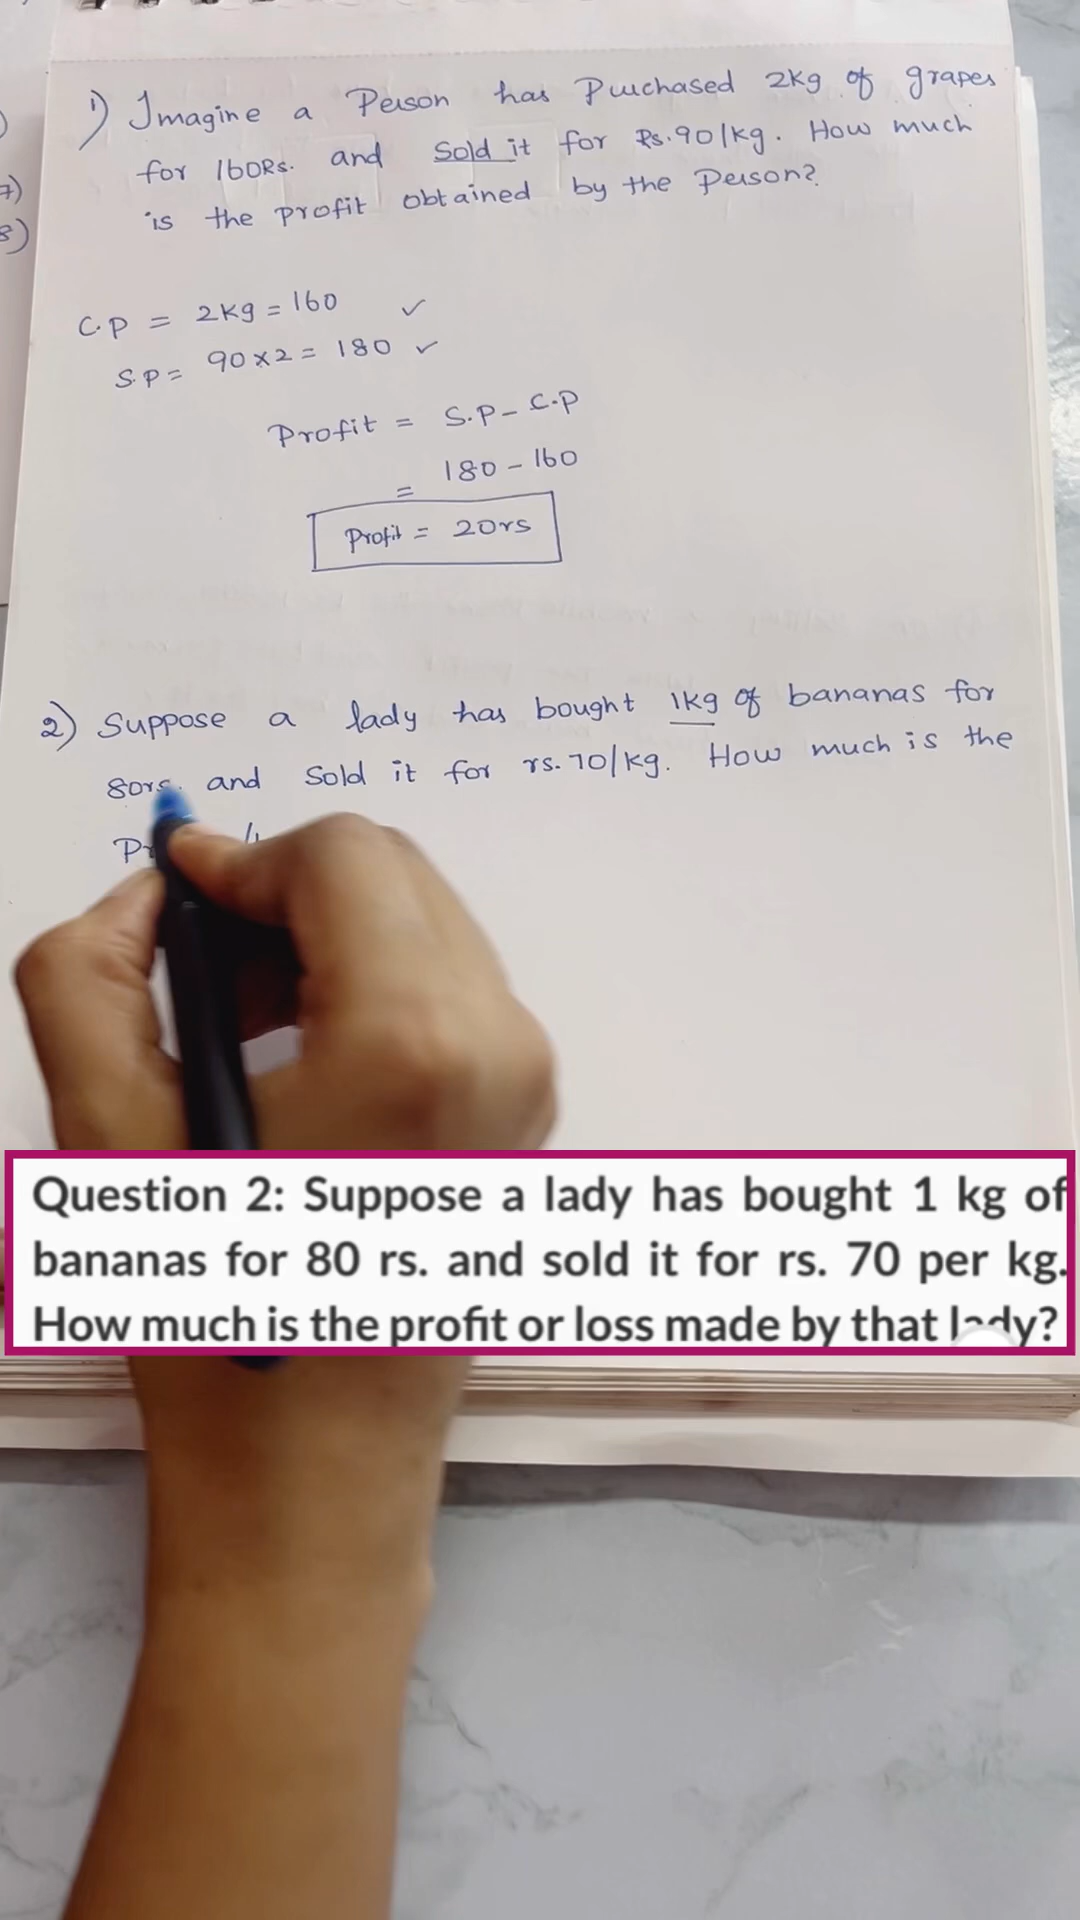 7)
8)
1) Imagine a Person has Purchased 2kg of grapes
for 160Rs. and Sold it for Rs.90/kg. How much
is the profit obtained by the Person?
C.P = 2kg = 160 ✓
S.P = 90 x 2 = 180 ✓
Profit = S.P - C.P
= 180 - 160
Profit = 20rs
2) Suppose a lady has bought 1kg of bananas for
80rs. and Sold it for rs.70/kg. How much is the
Question 2: Suppose a lady has bought 1 kg of
bananas for 80 rs. and sold it for rs. 70 per kg.
How much is the profit or loss made by that lady?